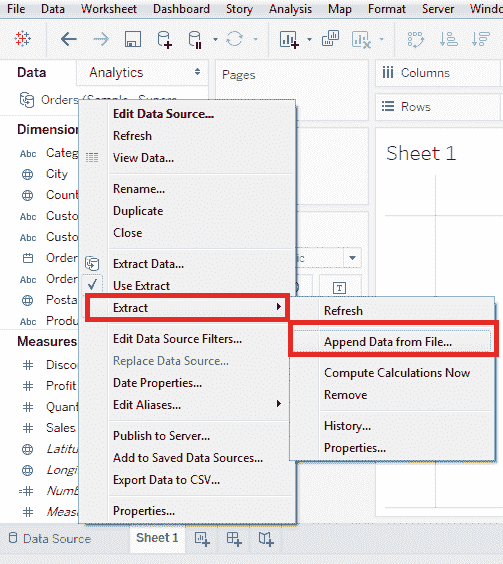 File Data Worksheet Dashboard Story Analysis Map Format Server Windo
Data Analytics
Pages
Columns
Rows
Orders (Sample - Supers
Sheet 1
Edit Data Source...
Refresh
View Data...
Rename...
Duplicate
Close
Extract Data...
Use Extract
Extract
Edit Data Source Filters...
Replace Data Source...
Date Properties...
Edit Aliases...
Publish to Server...
Add to Saved Data Sources...
Export Data to CSV...
Properties...
Refresh
Append Data from File...
Compute Calculations Now
Remove
History...
Properties...
Dimension
Abc Categ
City
Count
Abc Custo
Abc Custo
Order
Abc Order
Posta
Abc Produ
Measures
Disco
Profit
Quant
Sales
Latitu
Longi
Numb
Measu
ic
T
Data Source Sheet 1